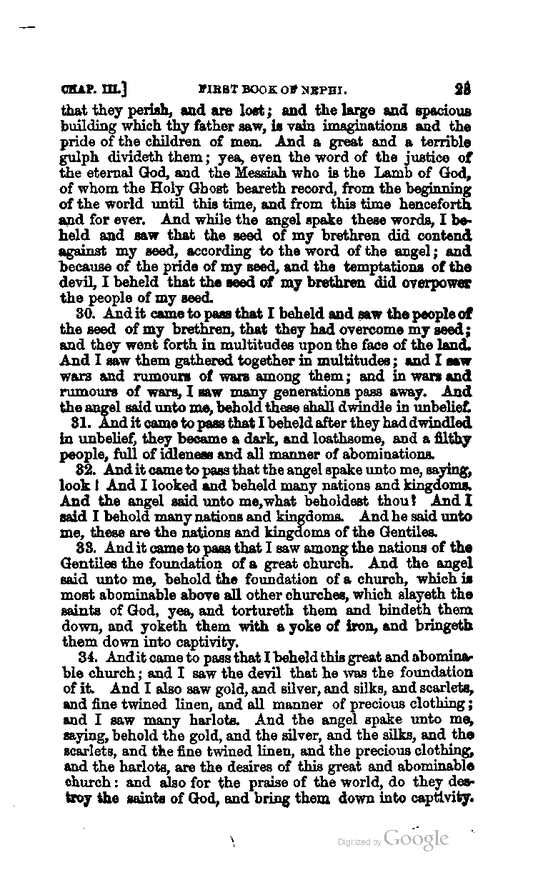 CHAP. III.] FIRST BOOK OF NEPHI. 23
that they perish, and are lost; and the large and spacious
building which thy father saw, is vain imaginations and the
pride of the children of men. And a great and a terrible
gulph divideth them; yea, even the word of the justice of
the eternal God, and the Messiah who is the Lamb of God,
of whom the Holy Ghost beareth record, from the beginning
of the world until this time, and from this time henceforth
and for ever. And while the angel spake these words, I be-
held and saw that the seed of my brethren did contend
against my seed, according to the word of the angel; and
because of the pride of my seed, and the temptations of the
devil, I beheld that the seed of my brethren did overpower
the people of my seed.
30. And it came to pass that I beheld and saw the people of
the seed of my brethren, that they had overcome my seed;
and they went forth in multitudes upon the face of the land.
And I saw them gathered together in multitudes; and I saw
wars and rumours of wars among them; and in wars and
rumours of wars, I saw many generations pass away. And
the angel said unto me, behold these shall dwindle in unbelief.
31. And it came to pass that I beheld after they had dwindled
in unbelief, they became a dark, and loathsome, and a filthy
people, full of idleness and all manner of abominations.
32. And it came to pass that the angel spake unto me, saying,
look! And I looked and beheld many nations and kingdoms.
And the angel said unto me, what beholdest thou? And I
said I behold many nations and kingdoms. And he said unto
me, these are the nations and kingdoms of the Gentiles.
33. And it came to pass that I saw among the nations of the
Gentiles the foundation of a great church. And the angel
said unto me, behold the foundation of a church, which is
most abominable above all other churches, which slayeth the
saints of God, yea, and tortureth them and bindeth them
down, and yoketh them with a yoke of iron, and bringeth
them down into captivity.
34. And it came to pass that I beheld this great and abomina-
ble church; and I saw the devil that he was the foundation
of it. And I also saw gold, and silver, and silks, and scarlets,
and fine twined linen, and all manner of precious clothing;
and I saw many harlots. And the angel spake unto me,
saying, behold the gold, and the silver, and the silks, and the
scarlets, and the fine twined linen, and the precious clothing,
and the harlots, are the desires of this great and abominable
church: and also for the praise of the world, do they des-
troy the saints of God, and bring them down into captivity.
Digitized by Google